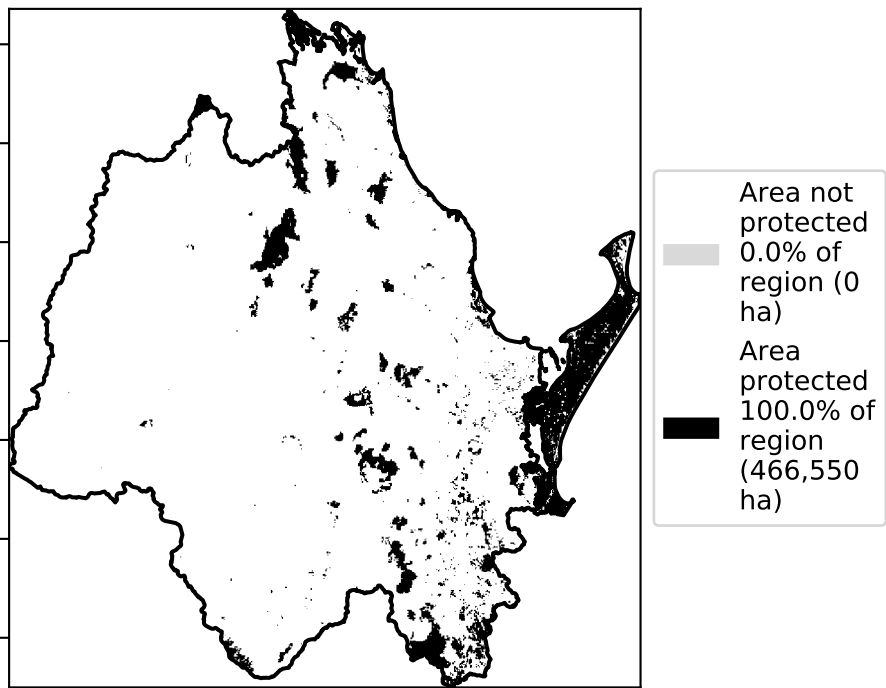 Area not
protected
0.0% of
region (0
ha)
Area
protected
100.0% of
region
(466,550
ha)